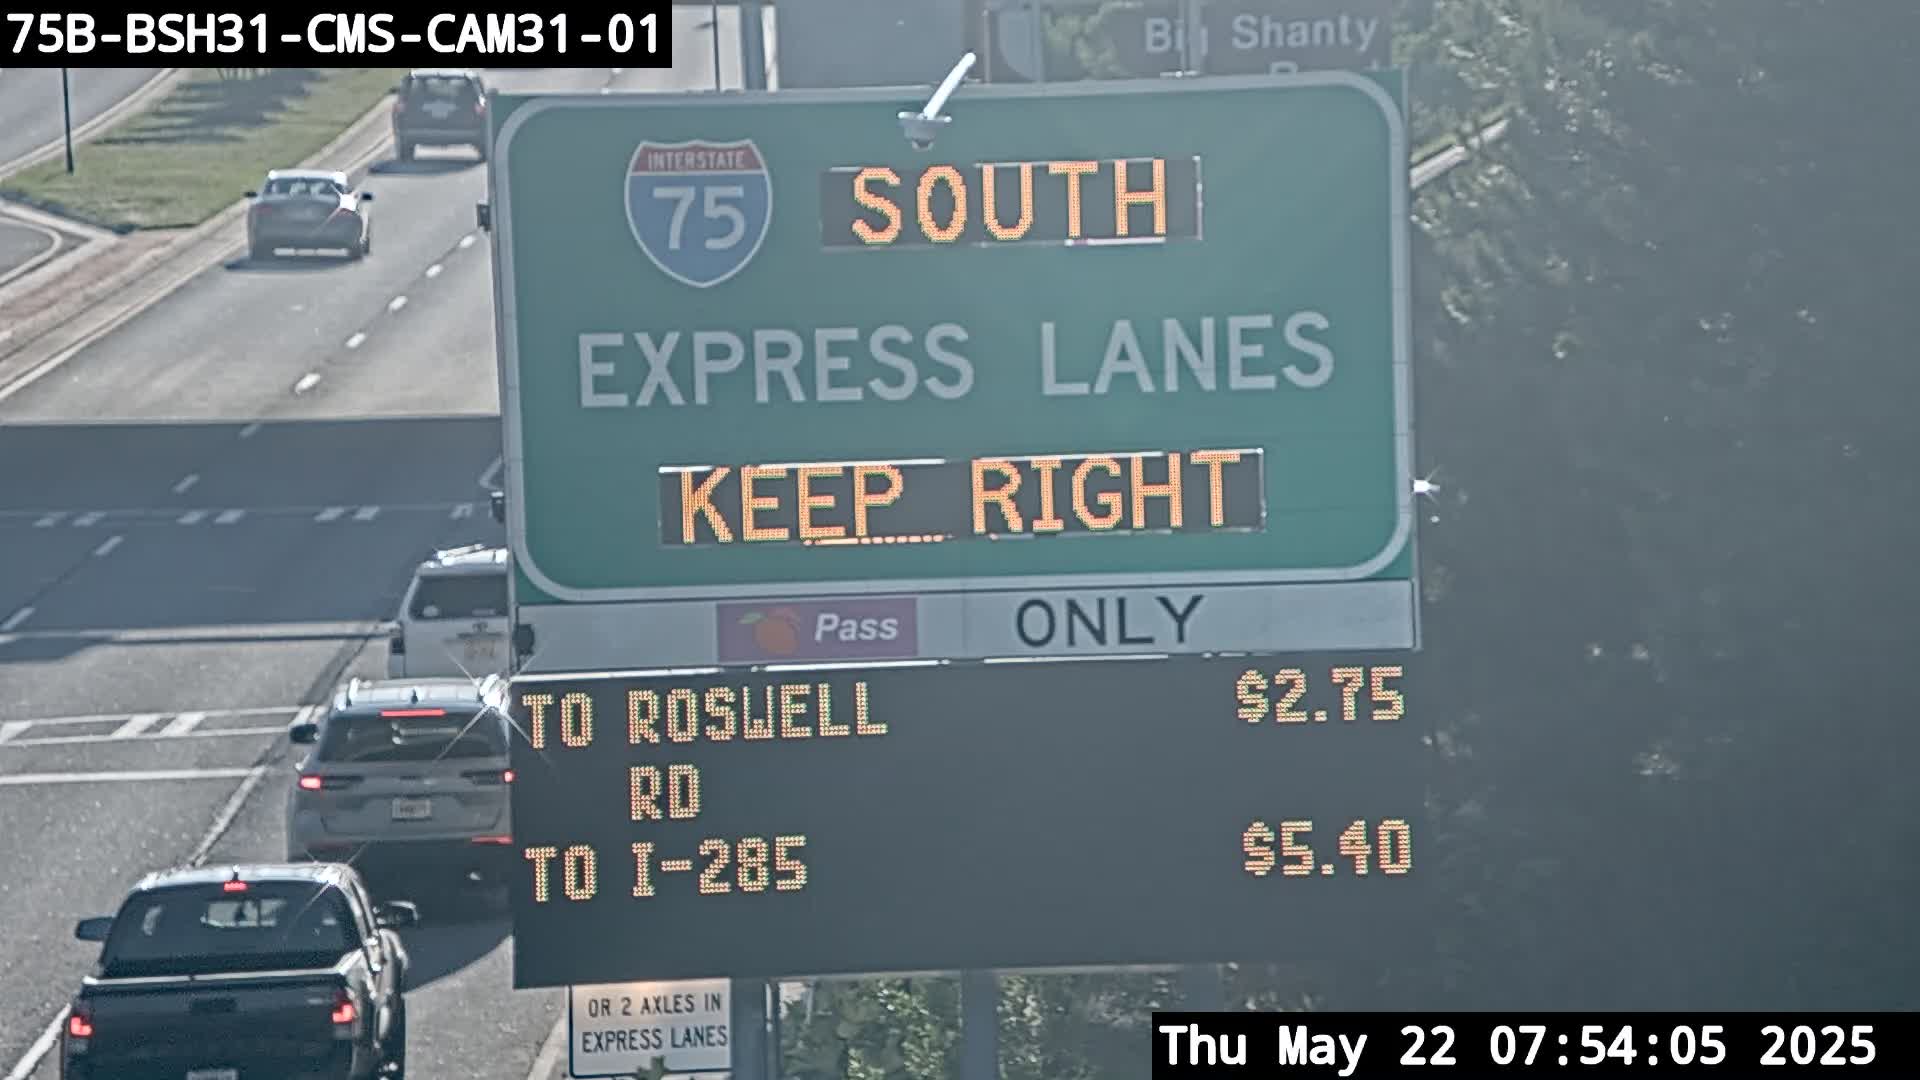 75B-BSH31-CMS-CAM31-01
Big Shanty
INTERSTATE
75
SOUTH
EXPRESS LANES
KEEP RIGHT
Pass
ONLY
TO ROSWELL $2.75
RD
TO I-285 $5.40
OR 2 AXLES IN
EXPRESS LANES
Thu May 22 07:54:05 2025